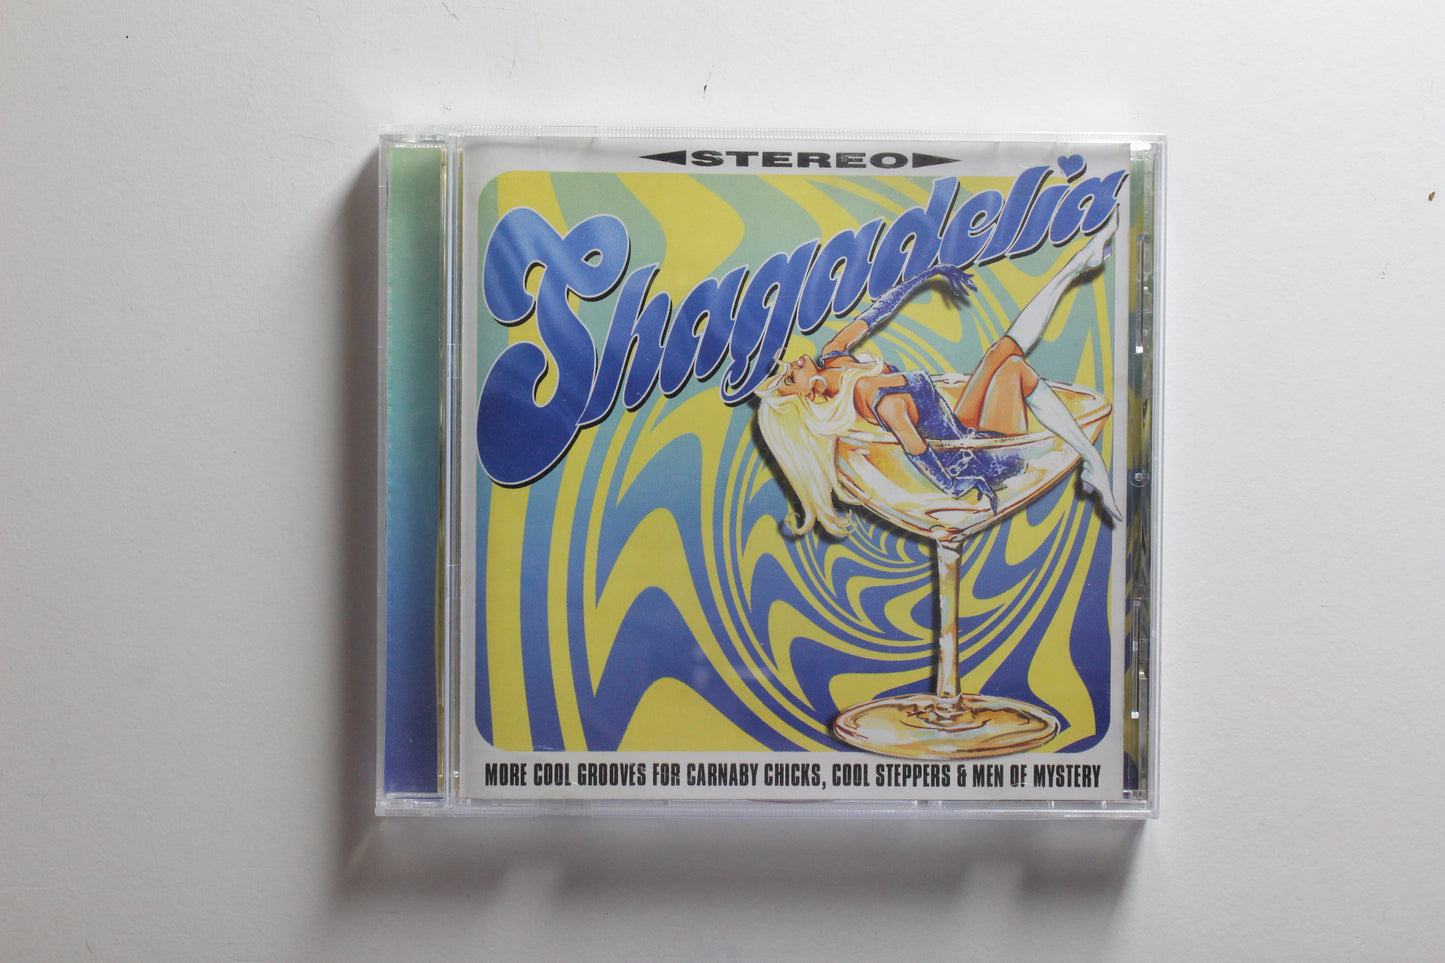 STEREO
Shagadelia
MORE COOL GROOVES FOR CARNABY CHICKS, COOL STEPPERS & MEN OF MYSTERY